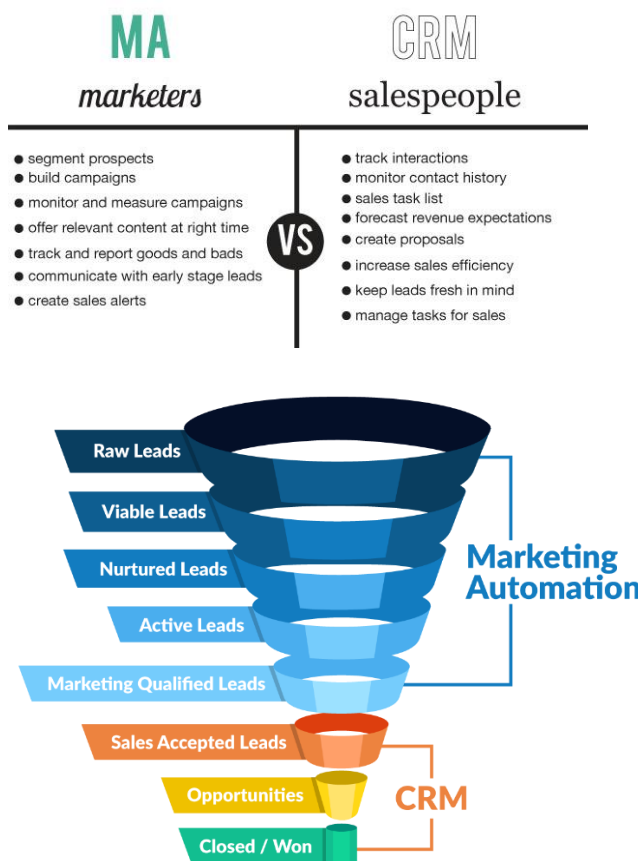 MA
marketers
CRM
salespeople
VS
● segment prospects
● build campaigns
● monitor and measure campaigns
● offer relevant content at right time
● track and report goods and bads
● communicate with early stage leads
● create sales alerts
● track interactions
● monitor contact history
● sales task list
● forecast revenue expectations
● create proposals
● increase sales efficiency
● keep leads fresh in mind
● manage tasks for sales
Raw Leads
Viable Leads
Nurtured Leads
Active Leads
Marketing Qualified Leads
Marketing
Automation
Sales Accepted Leads
Opportunities
Closed / Won
CRM